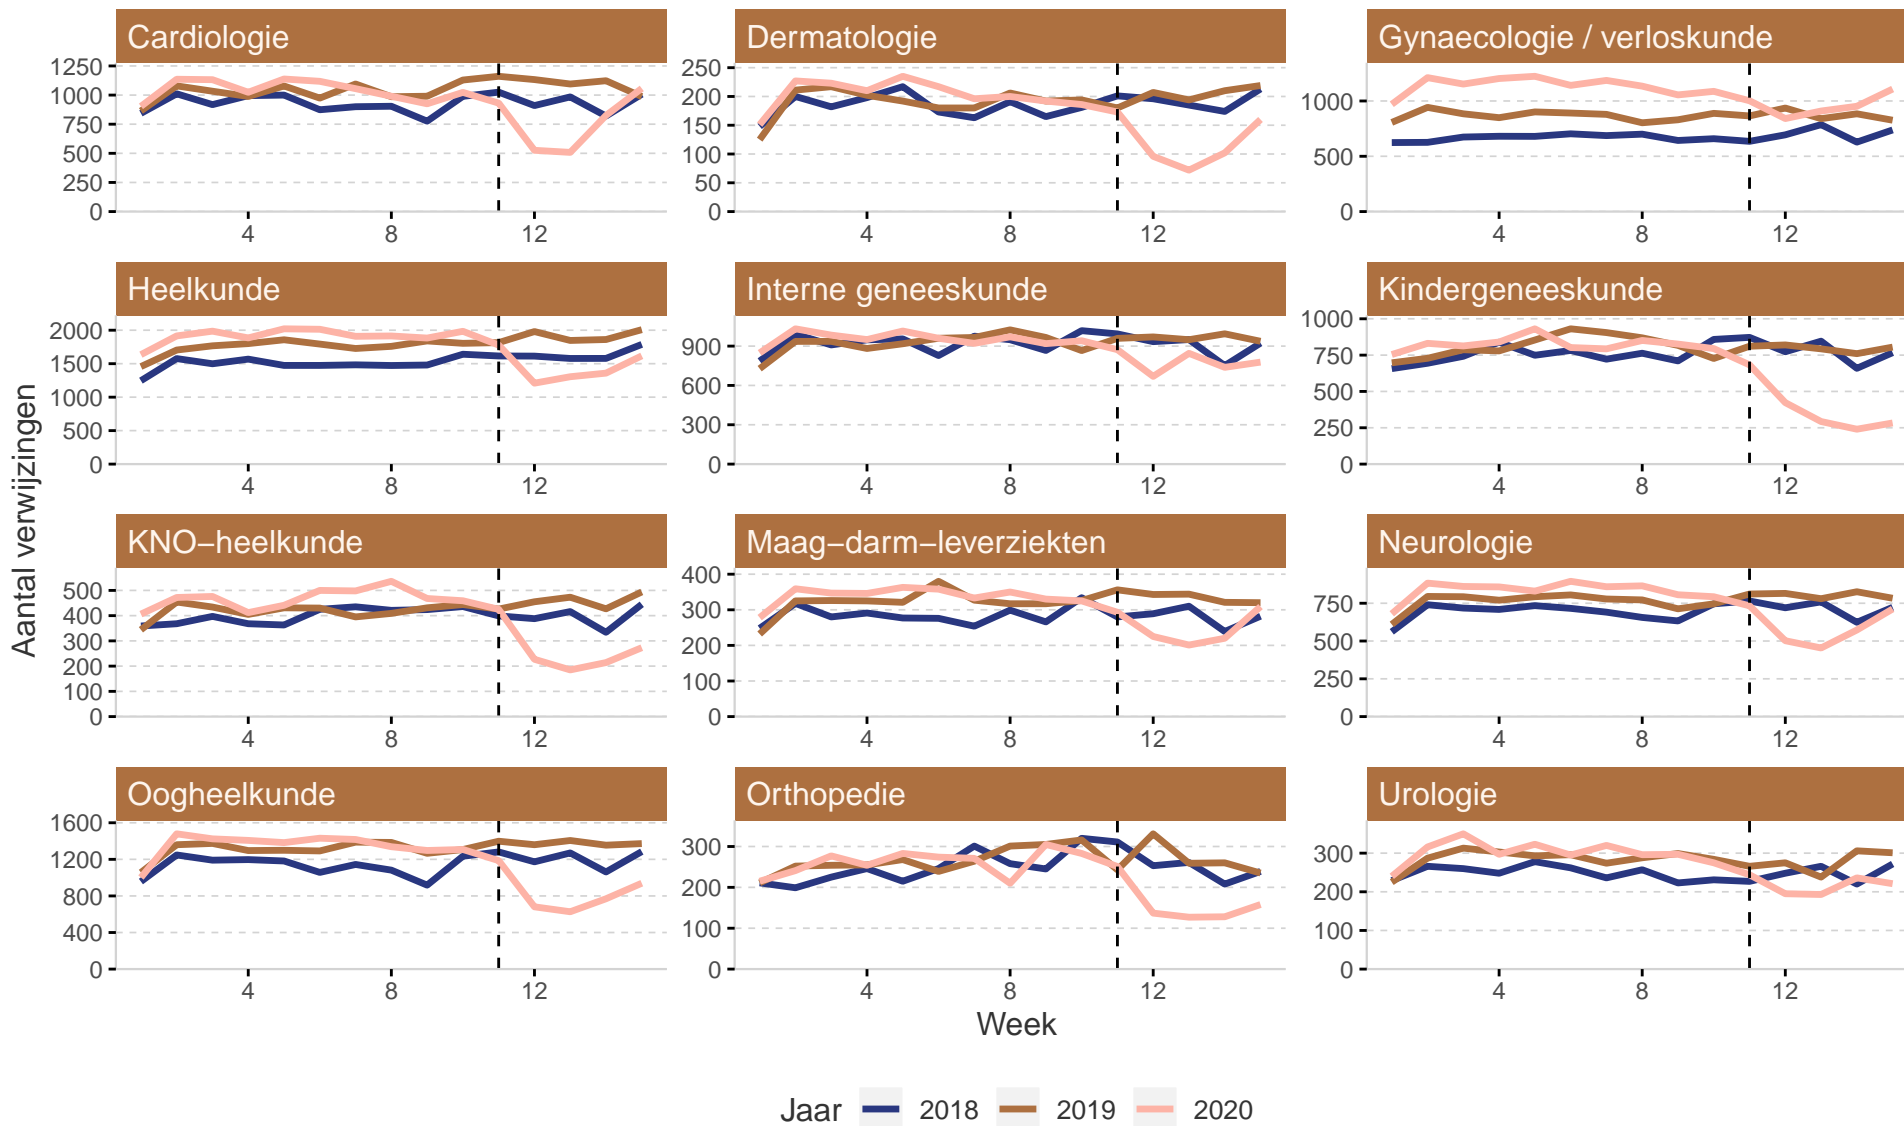 Cardiologie
Dermatologie
Gynaecologie / verloskunde
1250
1000
750
500
250
0
4 8 12
250
200
150
100
50
0
4 8 12
1000
500
0
4 8 12
Heelkunde
Interne geneeskunde
Kindergeneeskunde
2000
1500
1000
500
0
4 8 12
900
600
300
0
4 8 12
1000
750
500
250
0
4 8 12
Aantal verwijzingen
KNO–heelkunde
Maag–darm–leverziekten
Neurologie
500
400
300
200
100
0
4 8 12
400
300
200
100
0
4 8 12
750
500
250
0
4 8 12
Oogheelkunde
Orthopedie
Urologie
1600
1200
800
400
0
4 8 12
300
200
100
0
4 8 12
300
200
100
0
4 8 12
Week
Jaar 2018 2019 2020